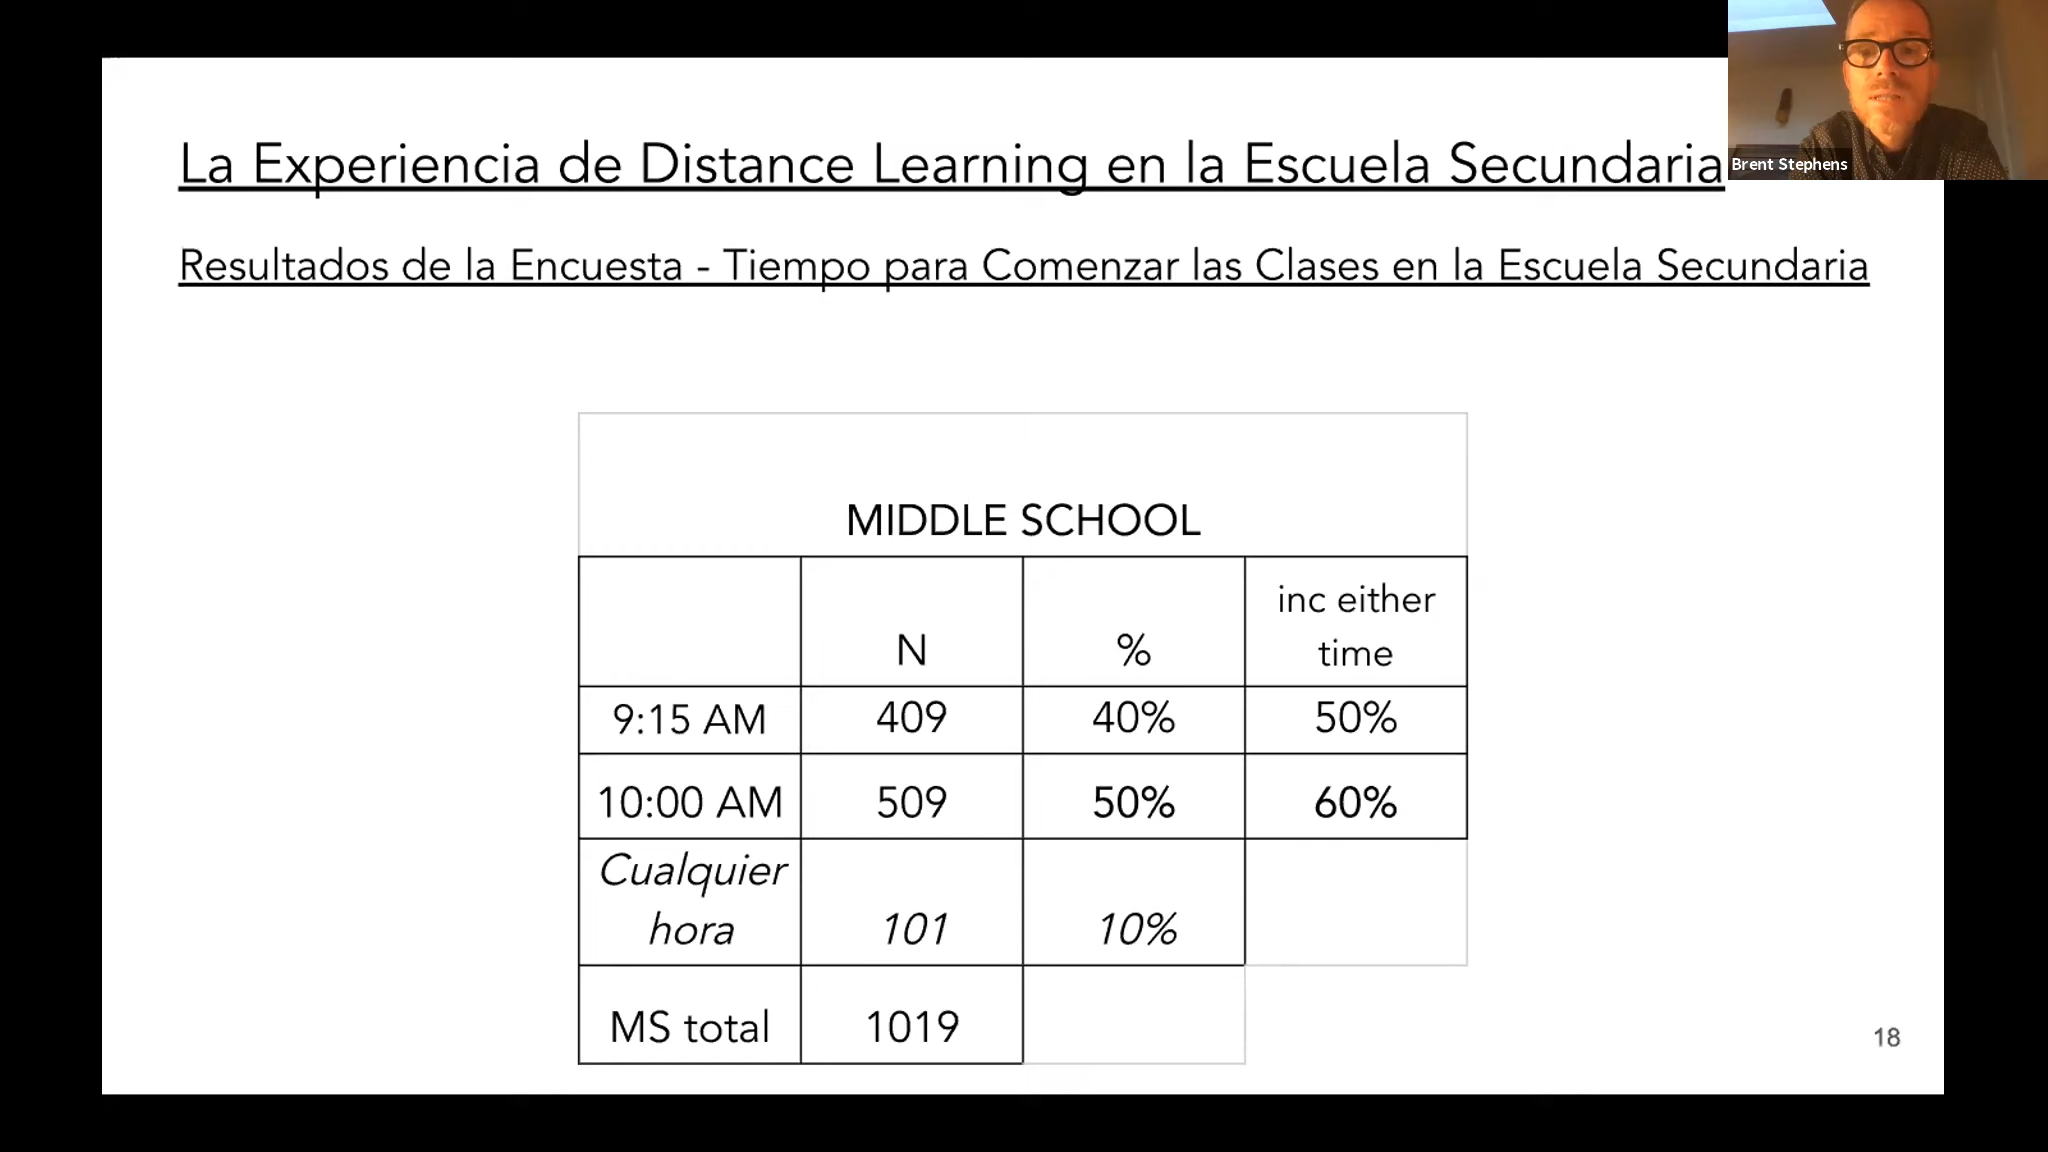 La Experiencia de Distance Learning en la Escuela Secundaria
Brent Stephens
Resultados de la Encuesta - Tiempo para Comenzar las Clases en la Escuela Secundaria
MIDDLE SCHOOL
N % inc either
time
9:15 AM 409 40% 50%
10:00 AM 509 50% 60%
Cualquier
hora 101 10%
MS total 1019
18